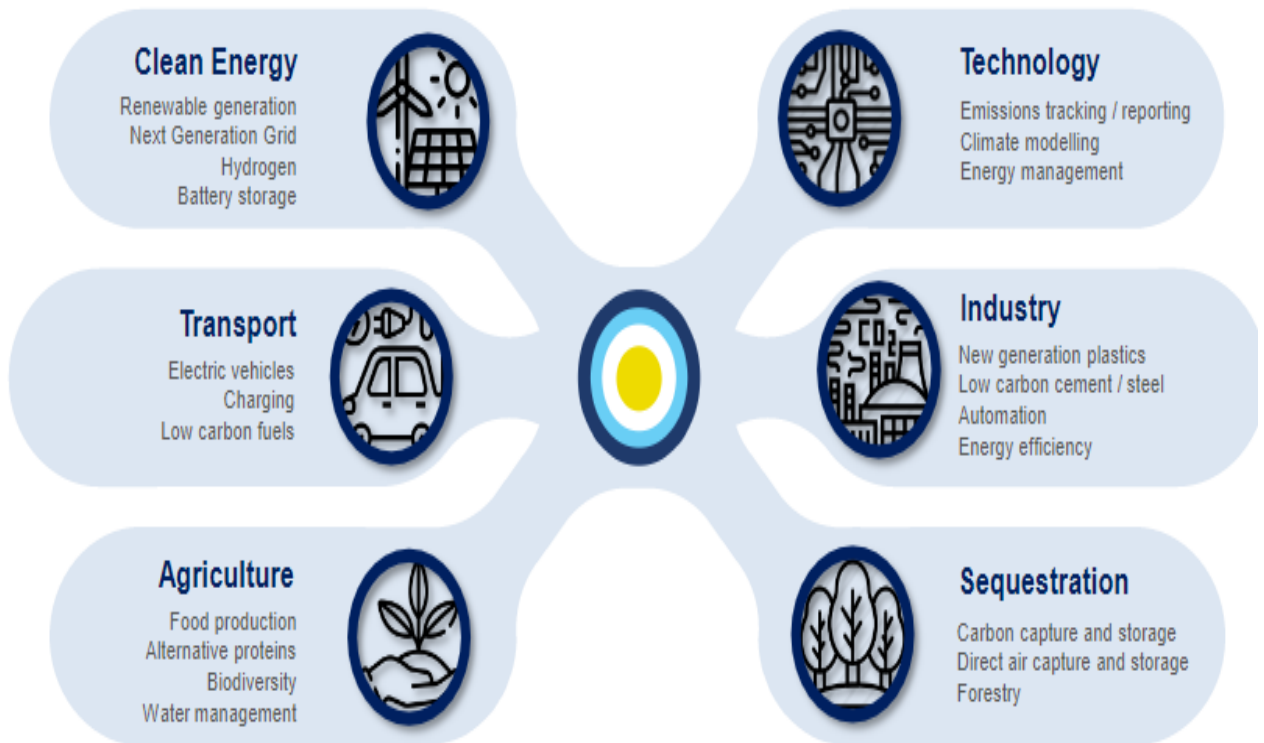 Clean Energy
Renewable generation
Next Generation Grid
Hydrogen
Battery storage
Technology
Emissions tracking / reporting
Climate modelling
Energy management
Transport
Electric vehicles
Charging
Low carbon fuels
Industry
New generation plastics
Low carbon cement / steel
Automation
Energy efficiency
Agriculture
Food production
Alternative proteins
Biodiversity
Water management
Sequestration
Carbon capture and storage
Direct air capture and storage
Forestry